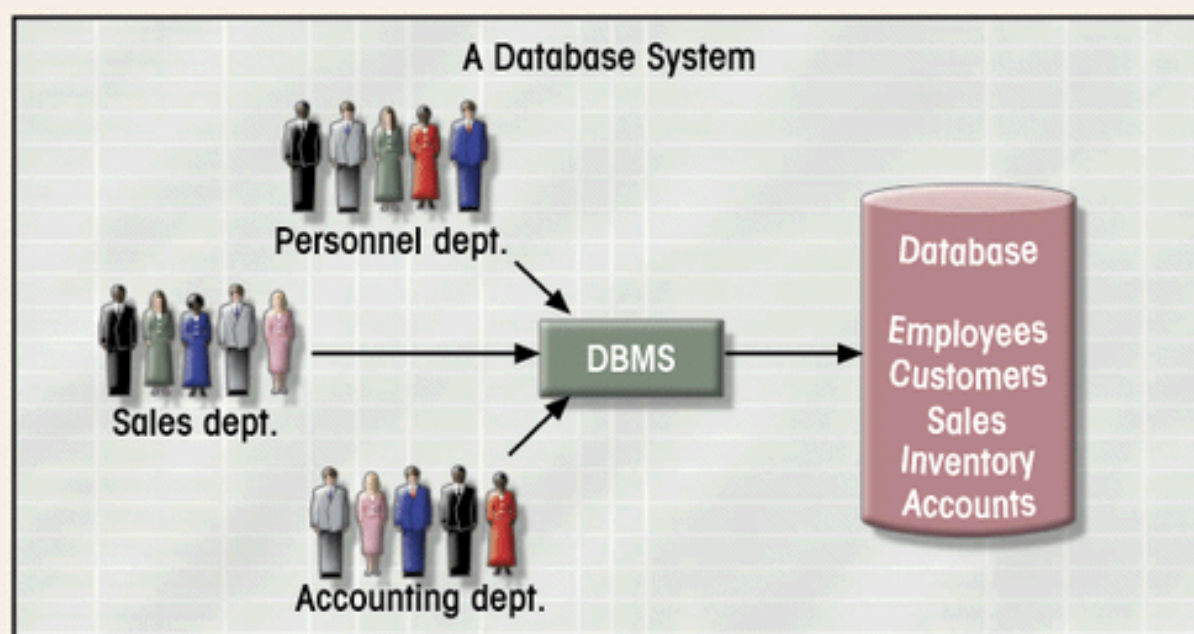 A Database System
Personnel dept.
Sales dept.
Accounting dept.
DBMS
Database
Employees
Customers
Sales
Inventory
Accounts